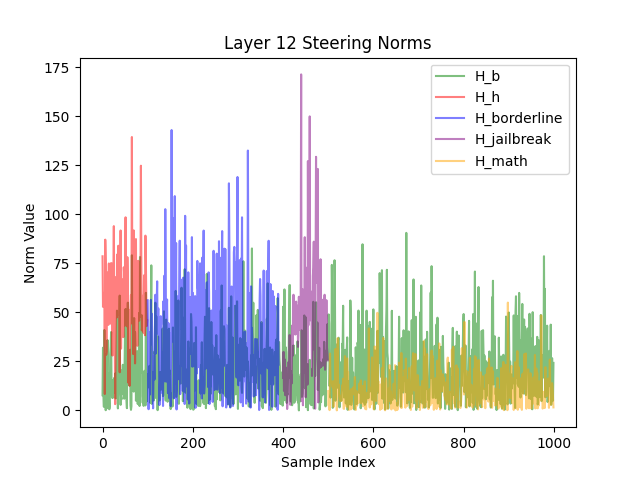 Layer 12 Steering Norms
175
150
125
100
75
50
25
0
Norm Value
0
200
400
600
800
1000
Sample Index
H_b
H_h
H_borderline
H_jailbreak
H_math